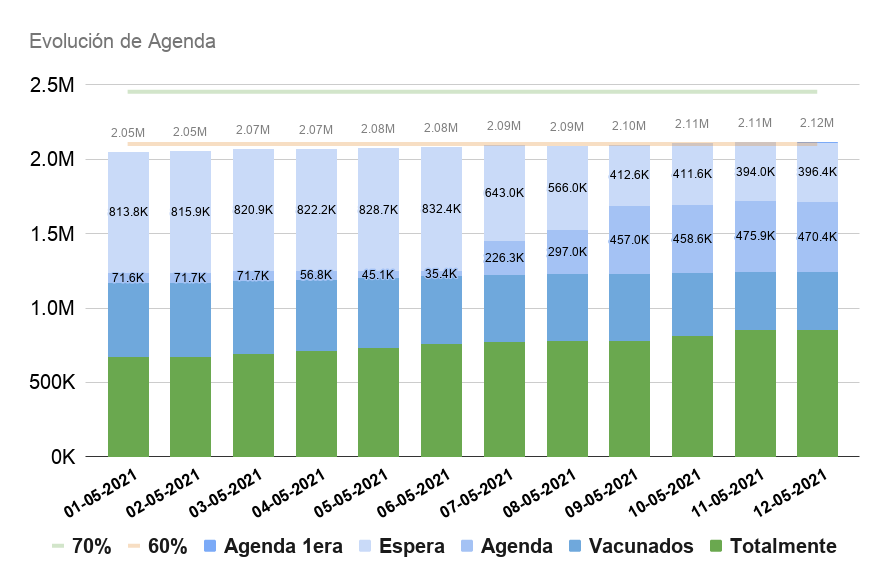 Evolución de Agenda
2.5M
2.05M 2.05M 2.07M 2.07M 2.08M 2.08M 2.09M 2.09M 2.10M 2.11M 2.11M 2.12M
2.0M
813.8K 815.9K 820.9K 822.2K 828.7K 832.4K 643.0K 566.0K 412.6K 411.6K 394.0K 396.4K
1.5M
71.6K 71.7K 71.7K 56.8K 45.1K 35.4K 226.3K 297.0K 457.0K 458.6K 475.9K 470.4K
1.0M
500K
0K
01-05-2021 02-05-2021 03-05-2021 04-05-2021 05-05-2021 06-05-2021 07-05-2021 08-05-2021 09-05-2021 10-05-2021 11-05-2021 12-05-2021
70% 60% Agenda 1era Espera Agenda Vacunados Totalmente